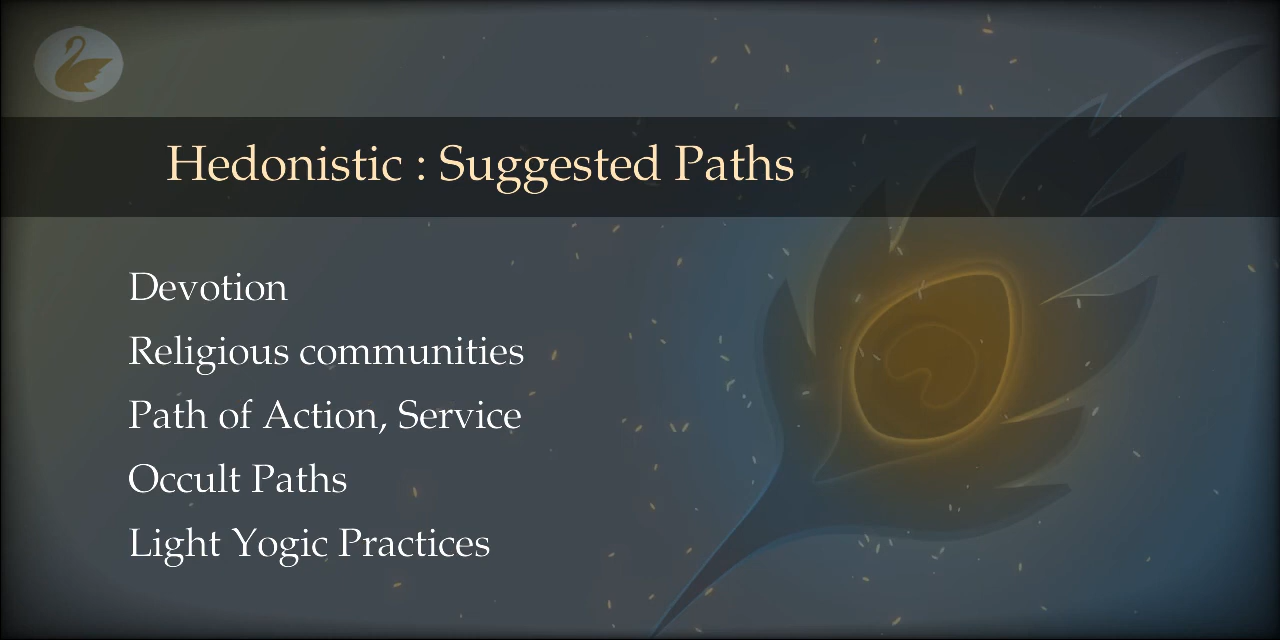 Hedonistic : Suggested Paths
Devotion
Religious communities
Path of Action, Service
Occult Paths
Light Yogic Practices